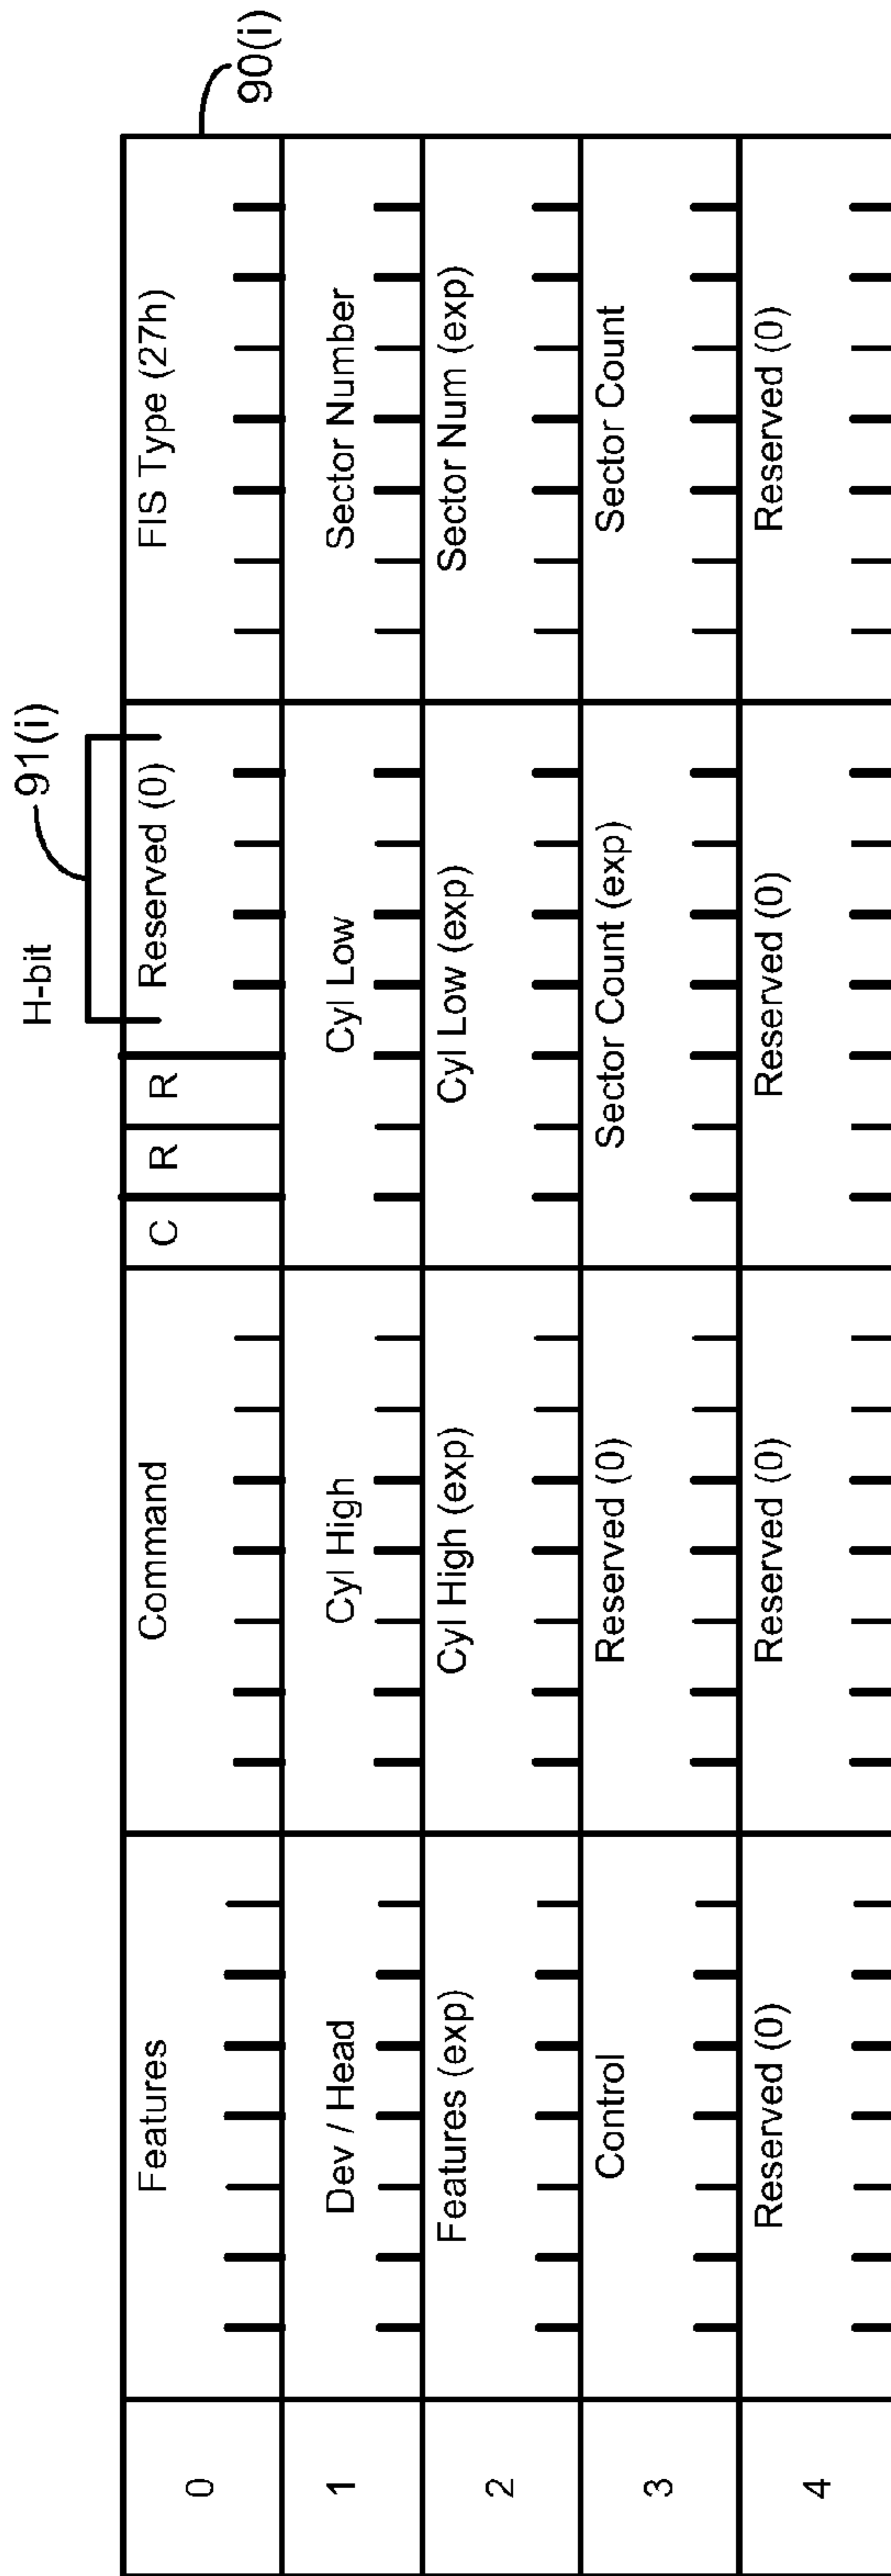 H-bit
91(i)
90(i)
0 Features Command C R R Reserved (0) FIS Type (27h)
1 Dev / Head Cyl High Cyl Low Sector Number
2 Features (exp) Cyl High (exp) Cyl Low (exp) Sector Num (exp)
3 Control Reserved (0) Sector Count (exp) Sector Count
4 Reserved (0) Reserved (0) Reserved (0) Reserved (0)